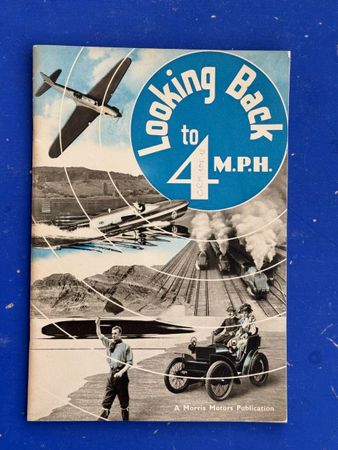 Looking Back
to
4
M.P.H.
A Morris Motors Publication